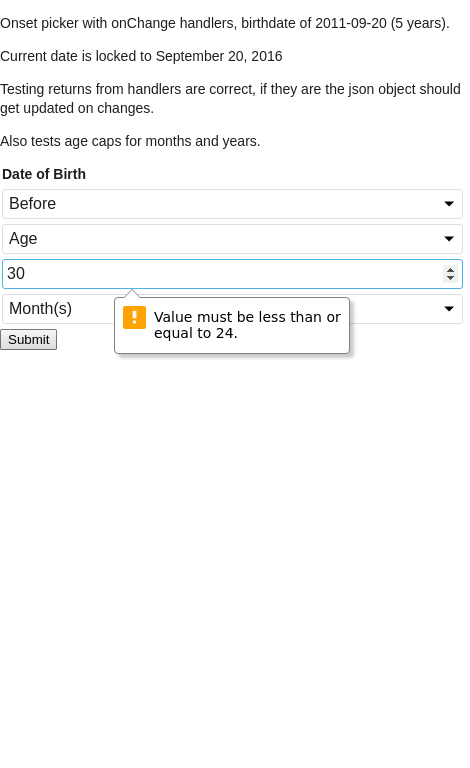 Onset picker with onChange handlers, birthdate of 2011-09-20 (5 years).
Current date is locked to September 20, 2016
Testing returns from handlers are correct, if they are the json object should
get updated on changes.
Also tests age caps for months and years.
Date of Birth
Before
Age
30
Month(s)
Value must be less than or
equal to 24.
Submit